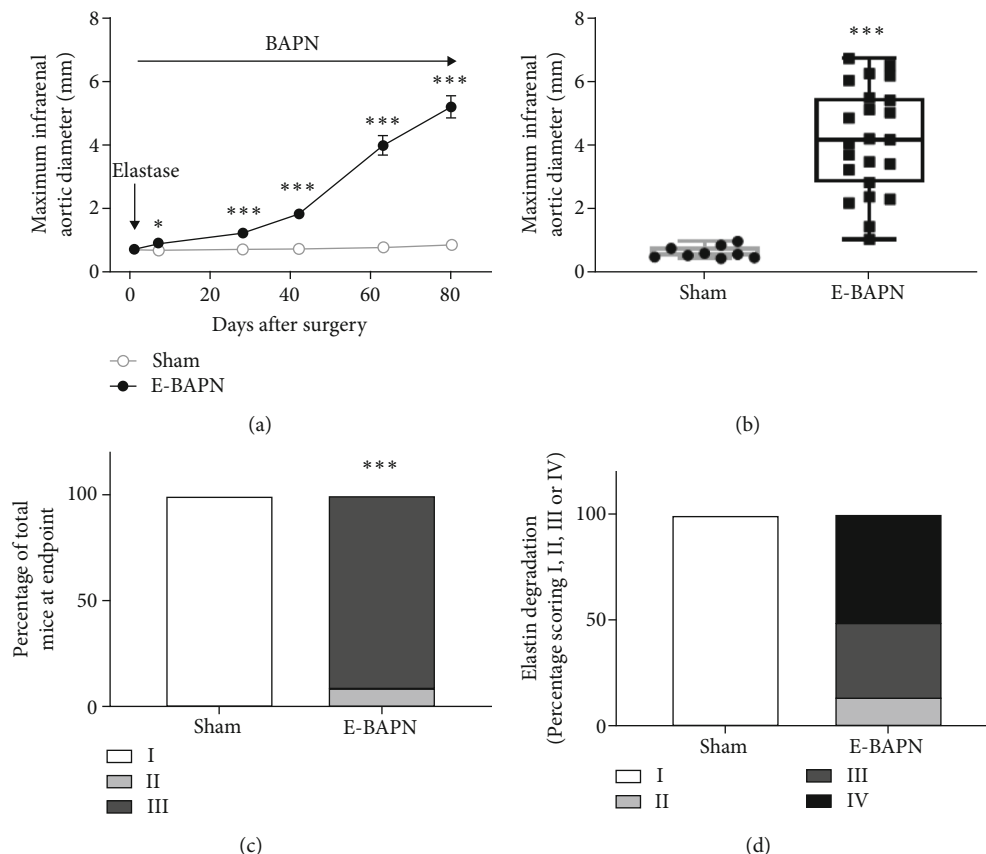 Maximum infrarenal
aortic diameter (mm)
8
6
4
2
0
BAPN
Elastase
*
***
***
***
***
0
20
40
60
80
Days after surgery
Sham
E-BAPN
(a)
Maximum infrarenal
aortic diameter (mm)
8
6
4
2
0
***
Sham
E-BAPN
(b)
Percentage of total
mice at endpoint
100
50
0
***
Sham
E-BAPN
I
II
III
(c)
Elastin degradation
(Percentage scoring I, II, III or IV)
100
50
0
Sham
E-BAPN
I
II
III
IV
(d)